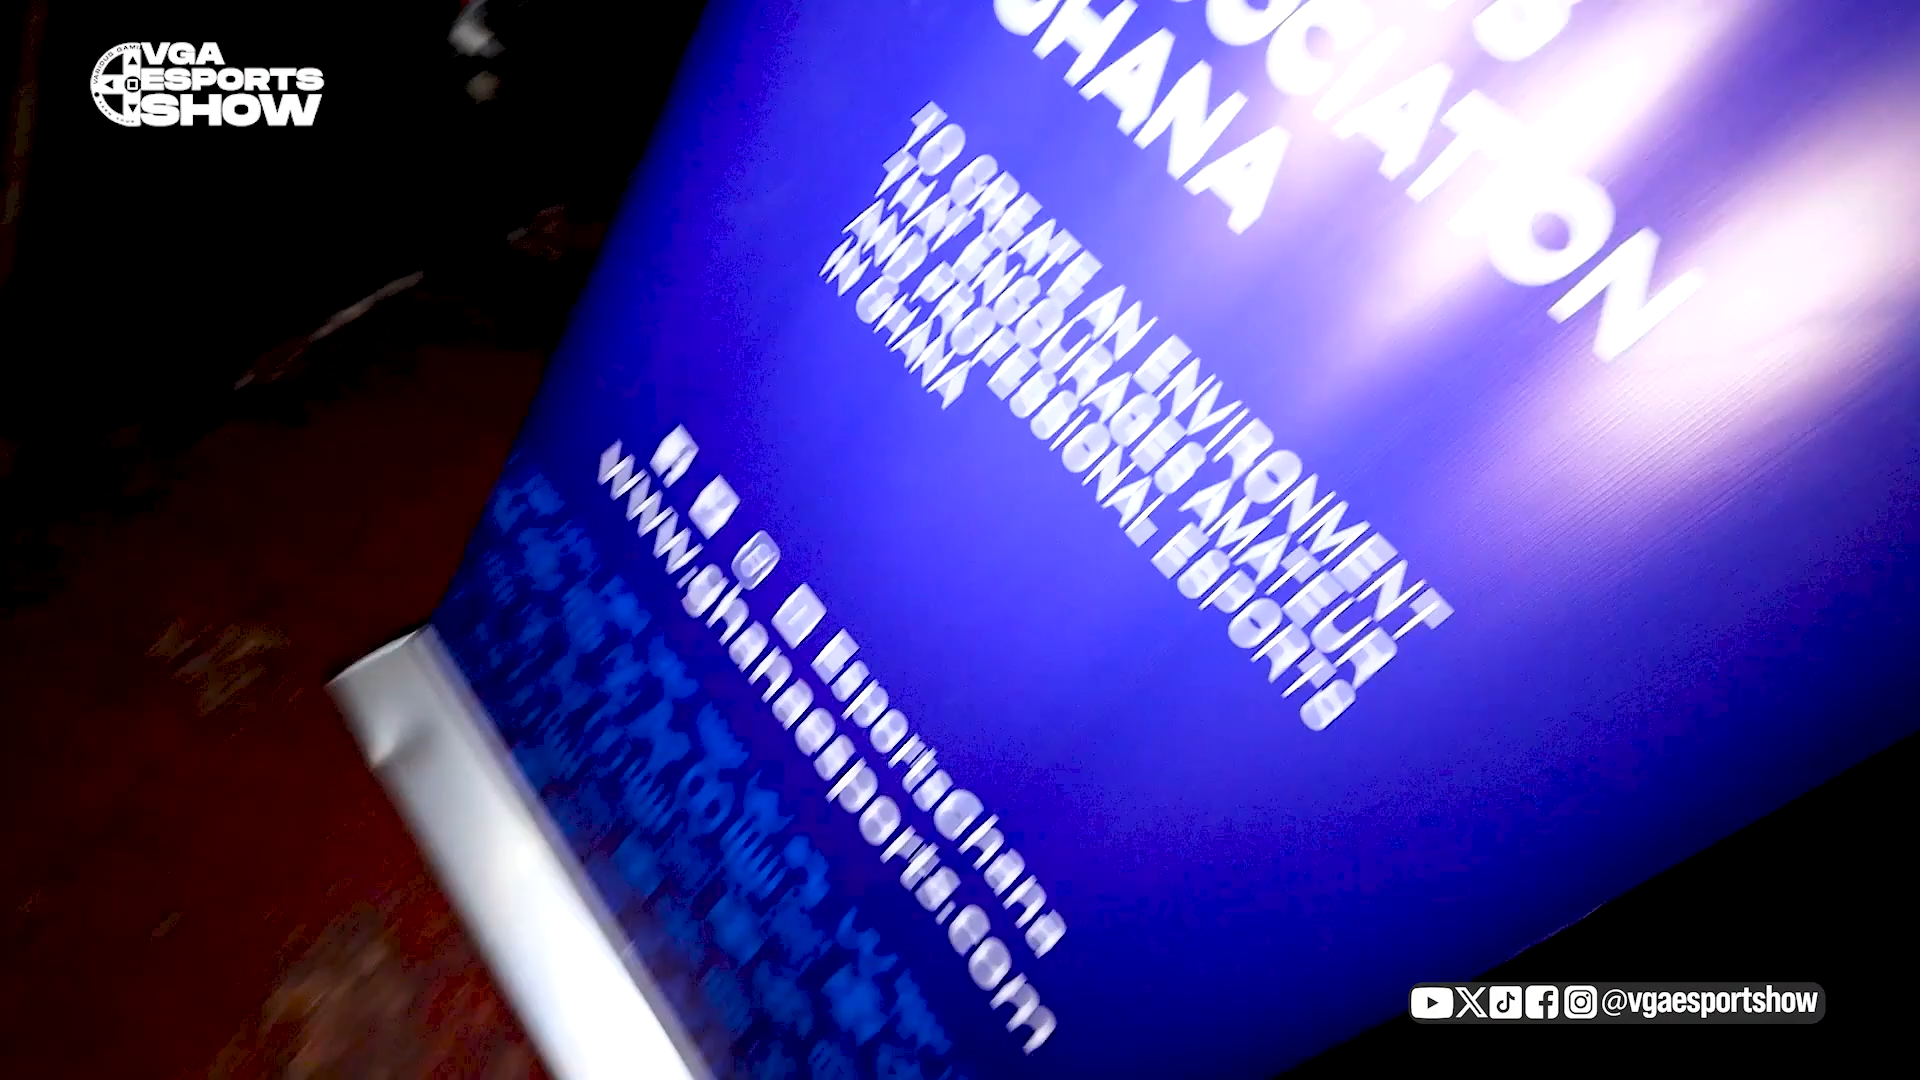 VGA
ESPORTS
SHOW
GHANA
TO CREATE AN ENVIRONMENT
THAT ENCOURAGES AMATEUR
AND PROFESSIONAL ESPORTS
IN GHANA
EsportsGhana
www.ghanaesports.com
@vgaesportshow